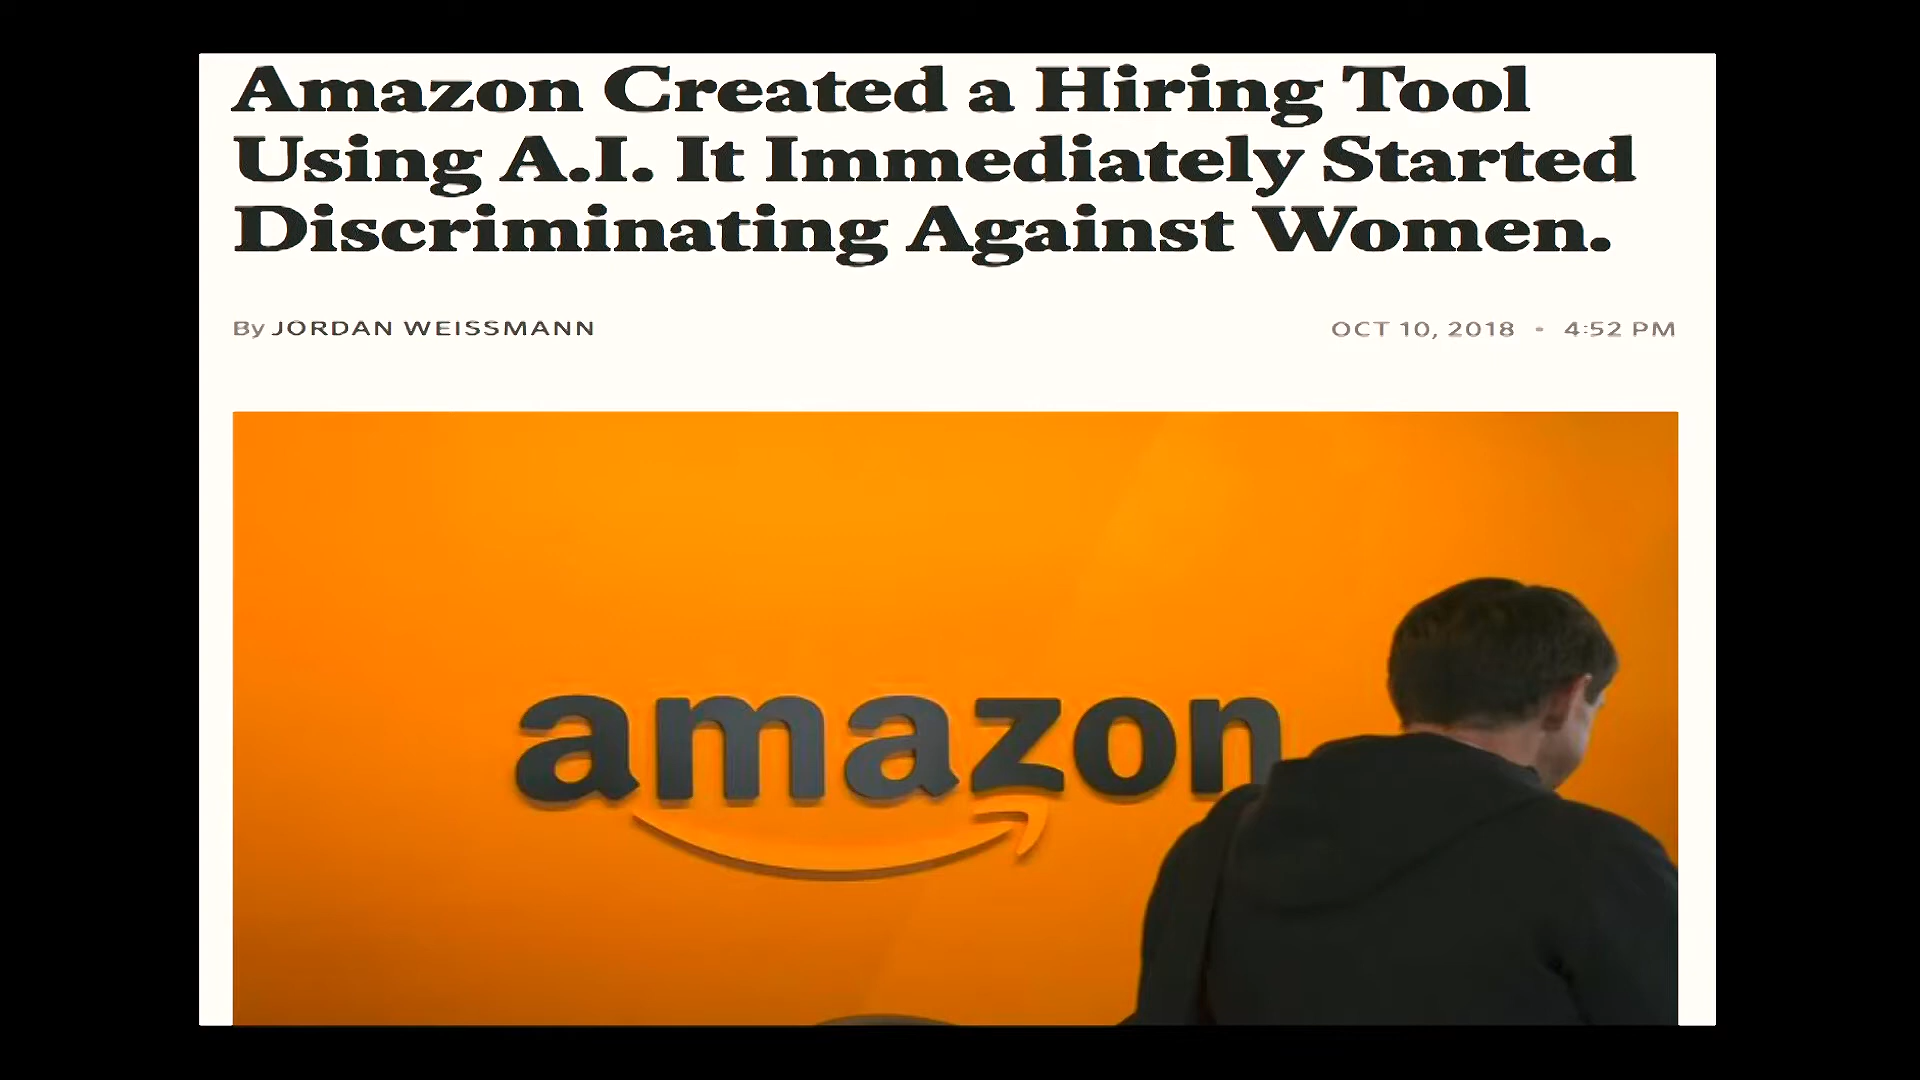 Amazon Created a Hiring Tool
Using A.I. It Immediately Started
Discriminating Against Women.
By JORDAN WEISSMANN
OCT 10, 2018 • 4:52 PM
amazon